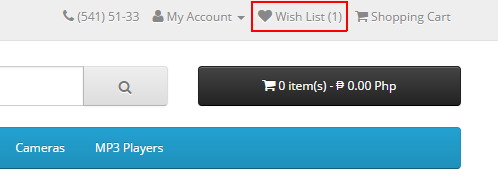 (541) 51-33 My Account Wish List (1) Shopping Cart
0 item(s) - ₱ 0.00 Php
Cameras MP3 Players